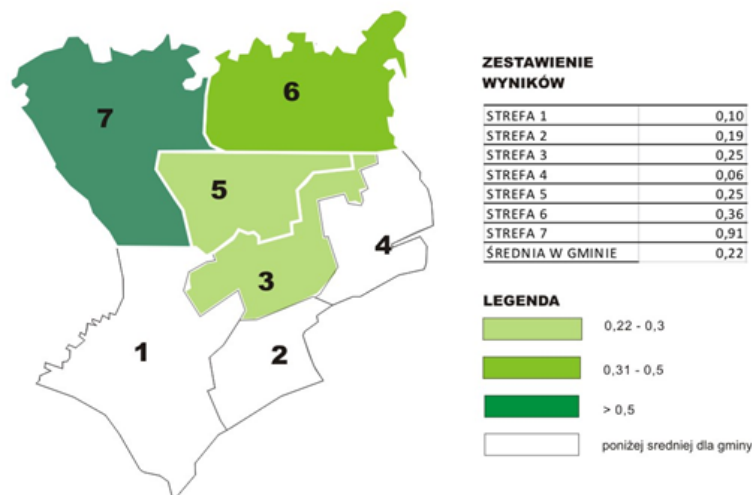 7
6
5
4
3
1
2
ZESTAWIENIE
WYNIKÓW
STREFA 1 0,10
STREFA 2 0,19
STREFA 3 0,25
STREFA 4 0,06
STREFA 5 0,25
STREFA 6 0,36
STREFA 7 0,91
ŚREDNIA W GMINIE 0,22
LEGENDA
0,22 - 0,3
0,31 - 0,5
> 0,5
poniżej sredniej dla gminy